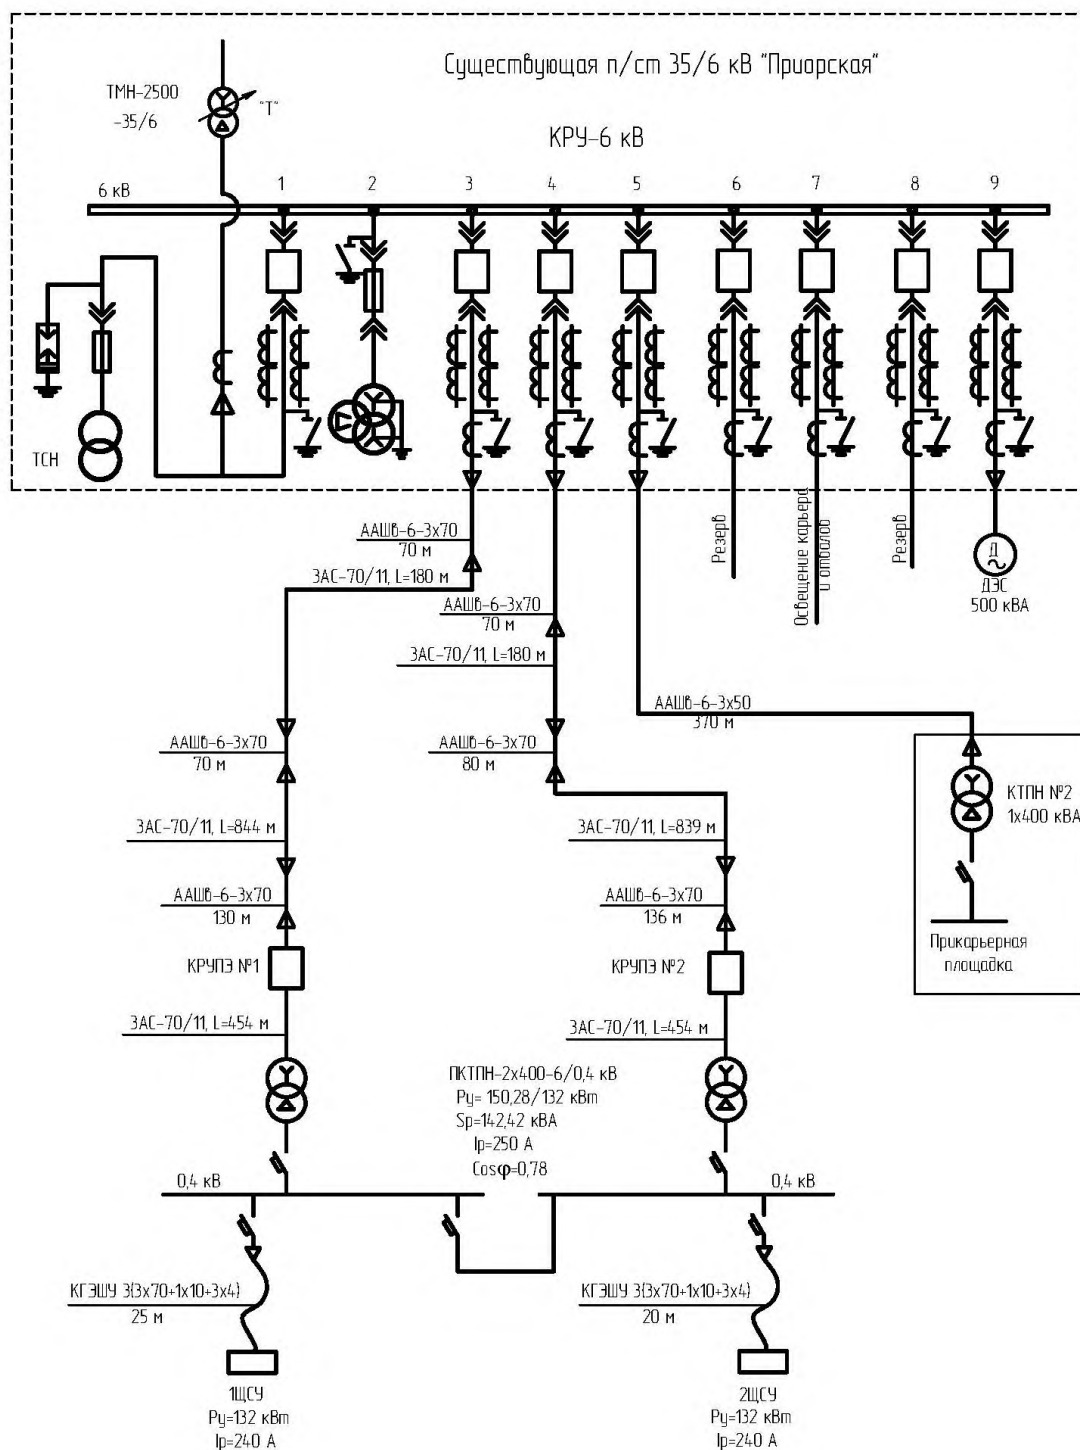 Существующая п/ст 35/6 кВ "Приорская"
ТМН-2500
-35/6
"Т"
КРУ-6 кВ
6 кВ
1
2
3
4
5
6
7
8
9
ТСН
Резерв
Освещение карьера
и отвалов
Резерв
Д
ДЭС
500 кВА
ААШв-6-3х70
70 м
3АС-70/11, L=180 м
ААШв-6-3х70
70 м
3АС-70/11, L=180 м
ААШв-6-3х50
370 м
ААШв-6-3х70
70 м
ААШв-6-3х70
80 м
КТПН №2
1х400 кВА
3АС-70/11, L=844 м
3АС-70/11, L=839 м
ААШв-6-3х70
130 м
ААШв-6-3х70
136 м
Прикарьерная
площадка
КРУПЭ №1
КРУПЭ №2
3АС-70/11, L=454 м
3АС-70/11, L=454 м
ПКТПН-2х400-6/0,4 кВ
Ру= 150,28/132 кВт
Sр=142,42 кВА
Iр=250 А
Cosφ=0,78
0,4 кВ
0,4 кВ
КГЭШУ 3(3х70+1х10+3х4)
25 м
КГЭШУ 3(3х70+1х10+3х4)
20 м
1ЩСУ
Ру=132 кВт
Iр=240 А
2ЩСУ
Ру=132 кВт
Iр=240 А